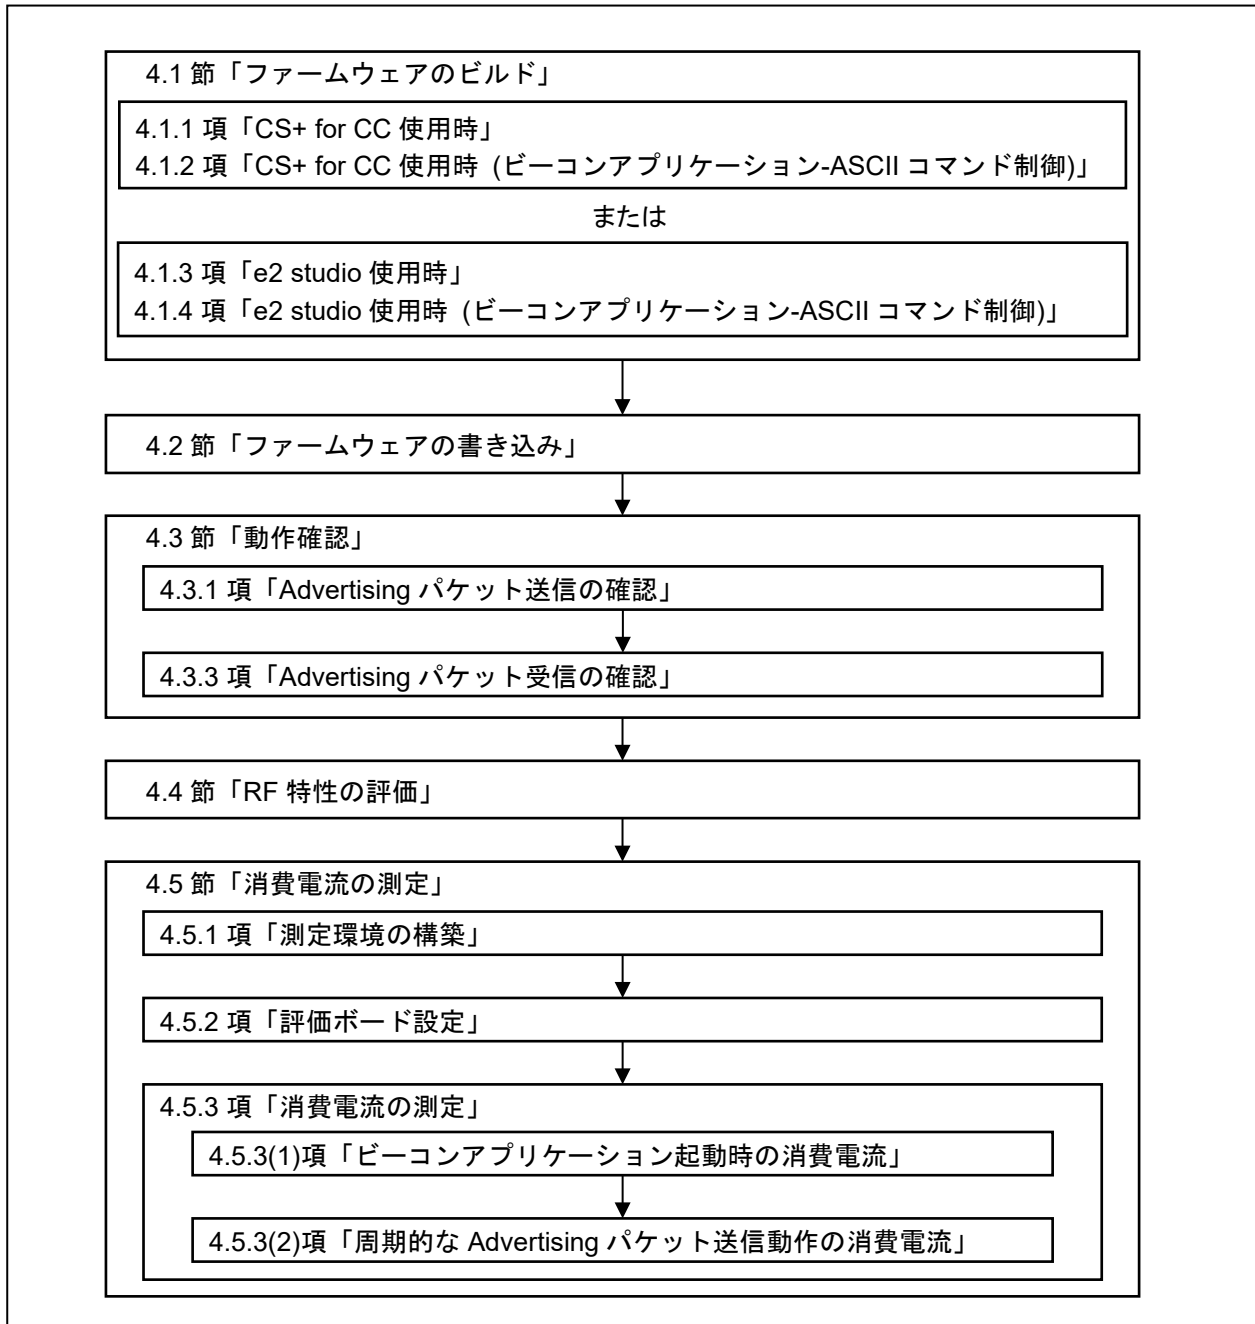 4.1 節「ファームウェアのビルド」
4.1.1 項「CS+ for CC 使用時」
4.1.2 項「CS+ for CC 使用時 (ビーコンアプリケーション-ASCII コマンド制御)」
または
4.1.3 項「e2 studio 使用時」
4.1.4 項「e2 studio 使用時 (ビーコンアプリケーション-ASCII コマンド制御)」
4.2 節「ファームウェアの書き込み」
4.3 節「動作確認」
4.3.1 項「Advertising パケット送信の確認」
4.3.3 項「Advertising パケット受信の確認」
4.4 節「RF 特性の評価」
4.5 節「消費電流の測定」
4.5.1 項「測定環境の構築」
4.5.2 項「評価ボード設定」
4.5.3 項「消費電流の測定」
4.5.3(1)項「ビーコンアプリケーション起動時の消費電流」
4.5.3(2)項「周期的な Advertising パケット送信動作の消費電流」